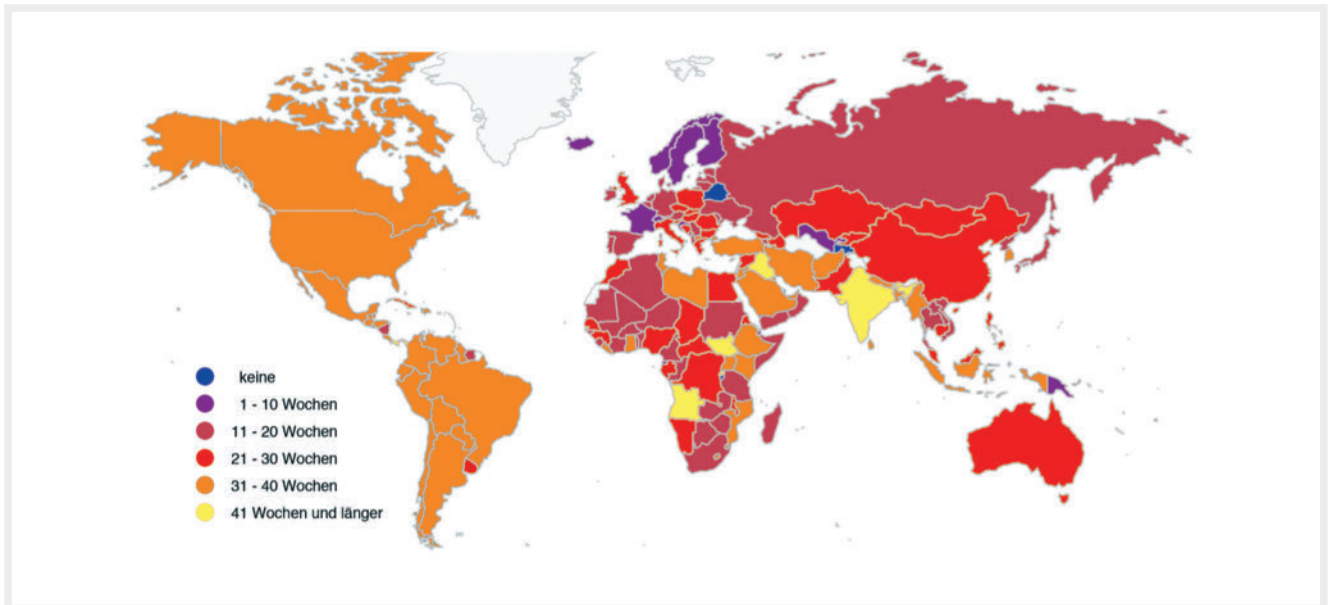 keine
1 - 10 Wochen
11 - 20 Wochen
21 - 30 Wochen
31 - 40 Wochen
41 Wochen und länger